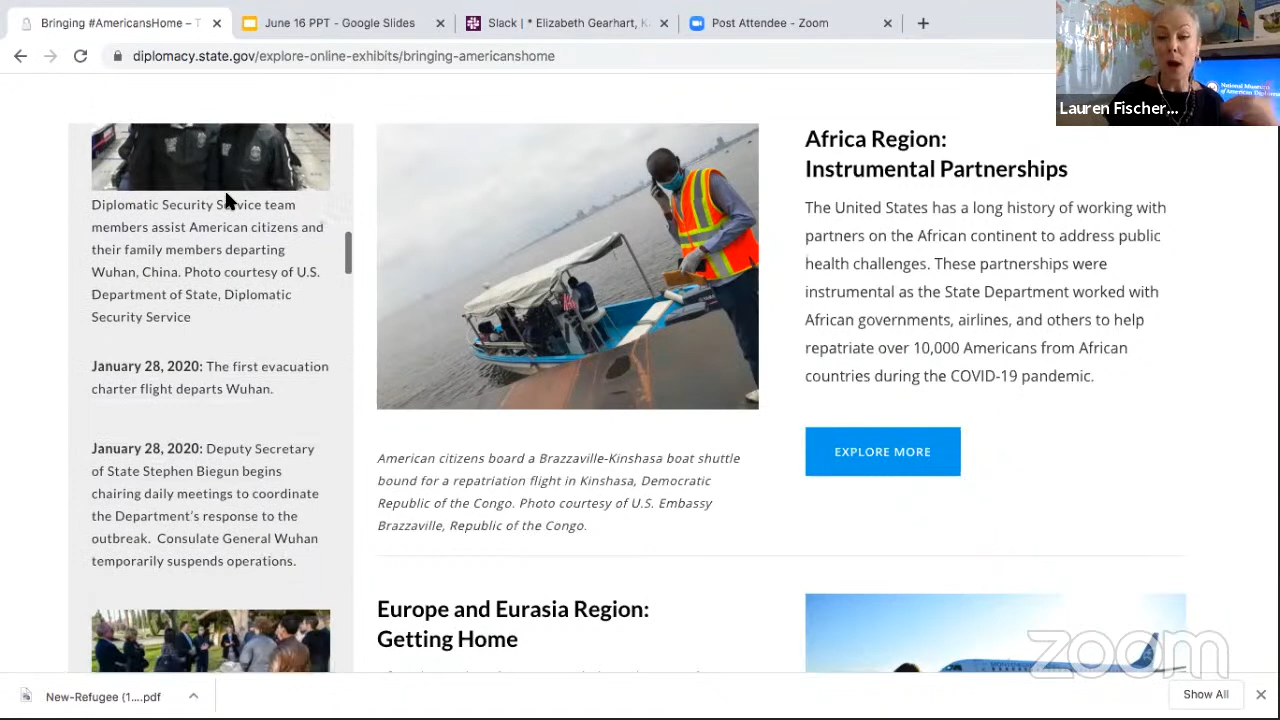 Bringing #AmericansHome – T
June 16 PPT - Google Slides
Slack | * Elizabeth Gearhart, K
Post Attendee - Zoom
diplomacy.state.gov/explore-online-exhibits/bringing-americanshome
National Museum
of American Diplomacy
Lauren Fischer...
Diplomatic Security Service team
members assist American citizens and
their family members departing
Wuhan, China. Photo courtesy of U.S.
Department of State, Diplomatic
Security Service
January 28, 2020: The first evacuation
charter flight departs Wuhan.
January 28, 2020: Deputy Secretary
of State Stephen Biegun begins
chairing daily meetings to coordinate
the Department's response to the
outbreak. Consulate General Wuhan
temporarily suspends operations.
American citizens board a Brazzaville-Kinshasa boat shuttle
bound for a repatriation flight in Kinshasa, Democratic
Republic of the Congo. Photo courtesy of U.S. Embassy
Brazzaville, Republic of the Congo.
Africa Region:
Instrumental Partnerships
The United States has a long history of working with
partners on the African continent to address public
health challenges. These partnerships were
instrumental as the State Department worked with
African governments, airlines, and others to help
repatriate over 10,000 Americans from African
countries during the COVID-19 pandemic.
EXPLORE MORE
Europe and Eurasia Region:
Getting Home
zoom
New-Refugee (1....pdf
Show All